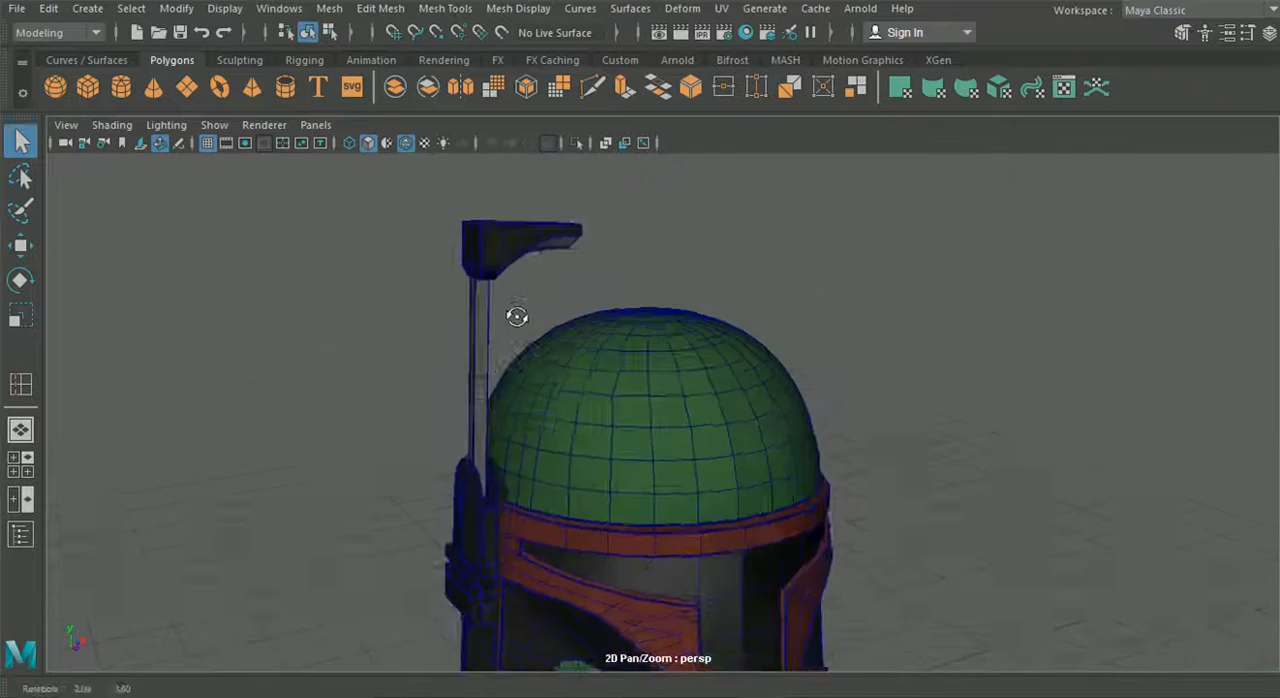 File Edit Create Select Modify Display Windows Mesh Edit Mesh Mesh Tools Mesh Display Curves Surfaces Deform UV Generate Cache Arnold Help Workspace : Maya Classic
Modeling No Live Surface IPR Sign In
Curves / Surfaces Polygons Sculpting Rigging Animation Rendering FX FX Caching Custom Arnold Bifrost MASH Motion Graphics XGen
T SVG
View Shading Lighting Show Renderer Panels
y
2D Pan/Zoom : persp
M